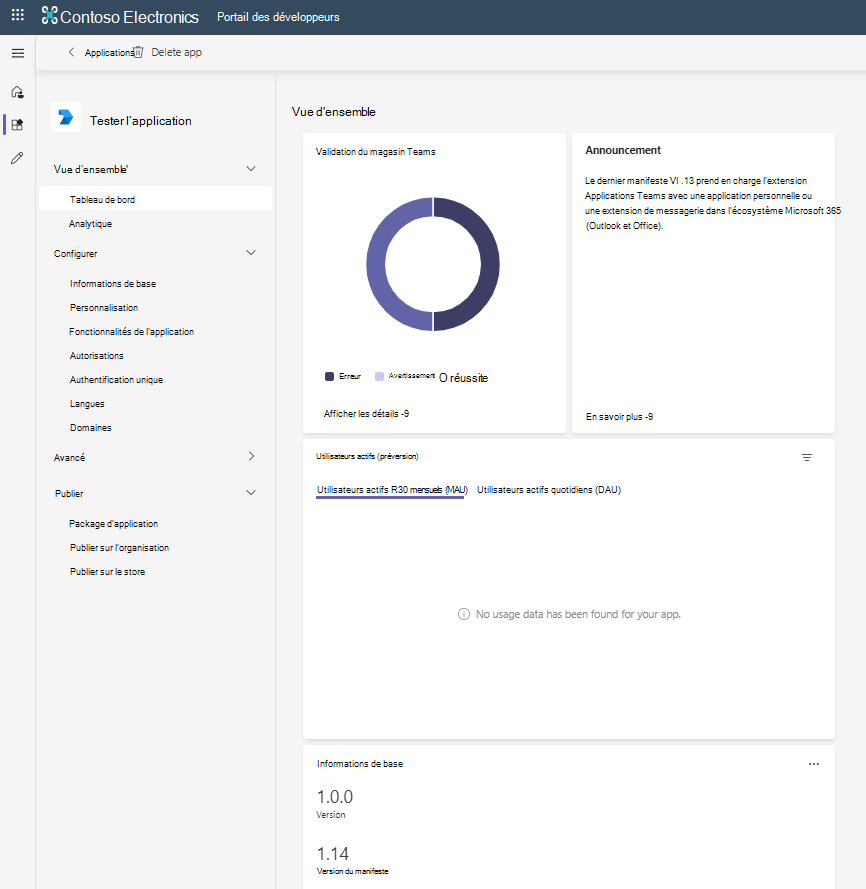 Contoso Electronics
Portail des développeurs
Applications
Delete app
Tester l'application
Vue d'ensemble'
Tableau de bord
Analytique
Configurer
Informations de base
Personnalisation
Fonctionnalités de l'application
Autorisations
Authentification unique
Langues
Domaines
Avancé
Publier
Package d'application
Publier sur l'organisation
Publier sur le store
Vue d'ensemble
Validation du magasin Teams
Erreur
Avertissement
O réussite
Afficher les détails -9
Announcement
Le dernier manifeste VI .13 prend en charge l'extension
Applications Teams avec une application personnelle ou
une extension de messagerie dans l'écosystème Microsoft 365
(Outlook et Office).
En savoir plus -9
Utilisateurs actifs (préversion)
Utilisateurs actifs R30 mensuels (MAU)
Utilisateurs actifs quotidiens (DAU)
No usage data has been found for your app.
Informations de base
1.0.0
Version
1.14
Version du manifeste